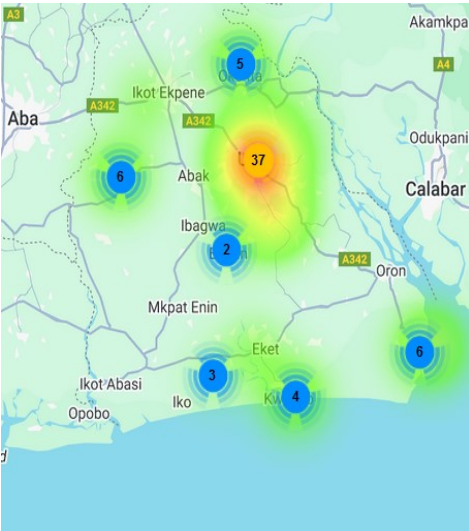 A3
Akamkpa
5
A4
Ikot Ekpene
A342
Aba
A342
Odukpani
37
6
Abak
Calabar
Ibagwa
2
A342
Oron
Mkpat Enin
Eket
6
3
Ikot Abasi
4
Iko
Opobo